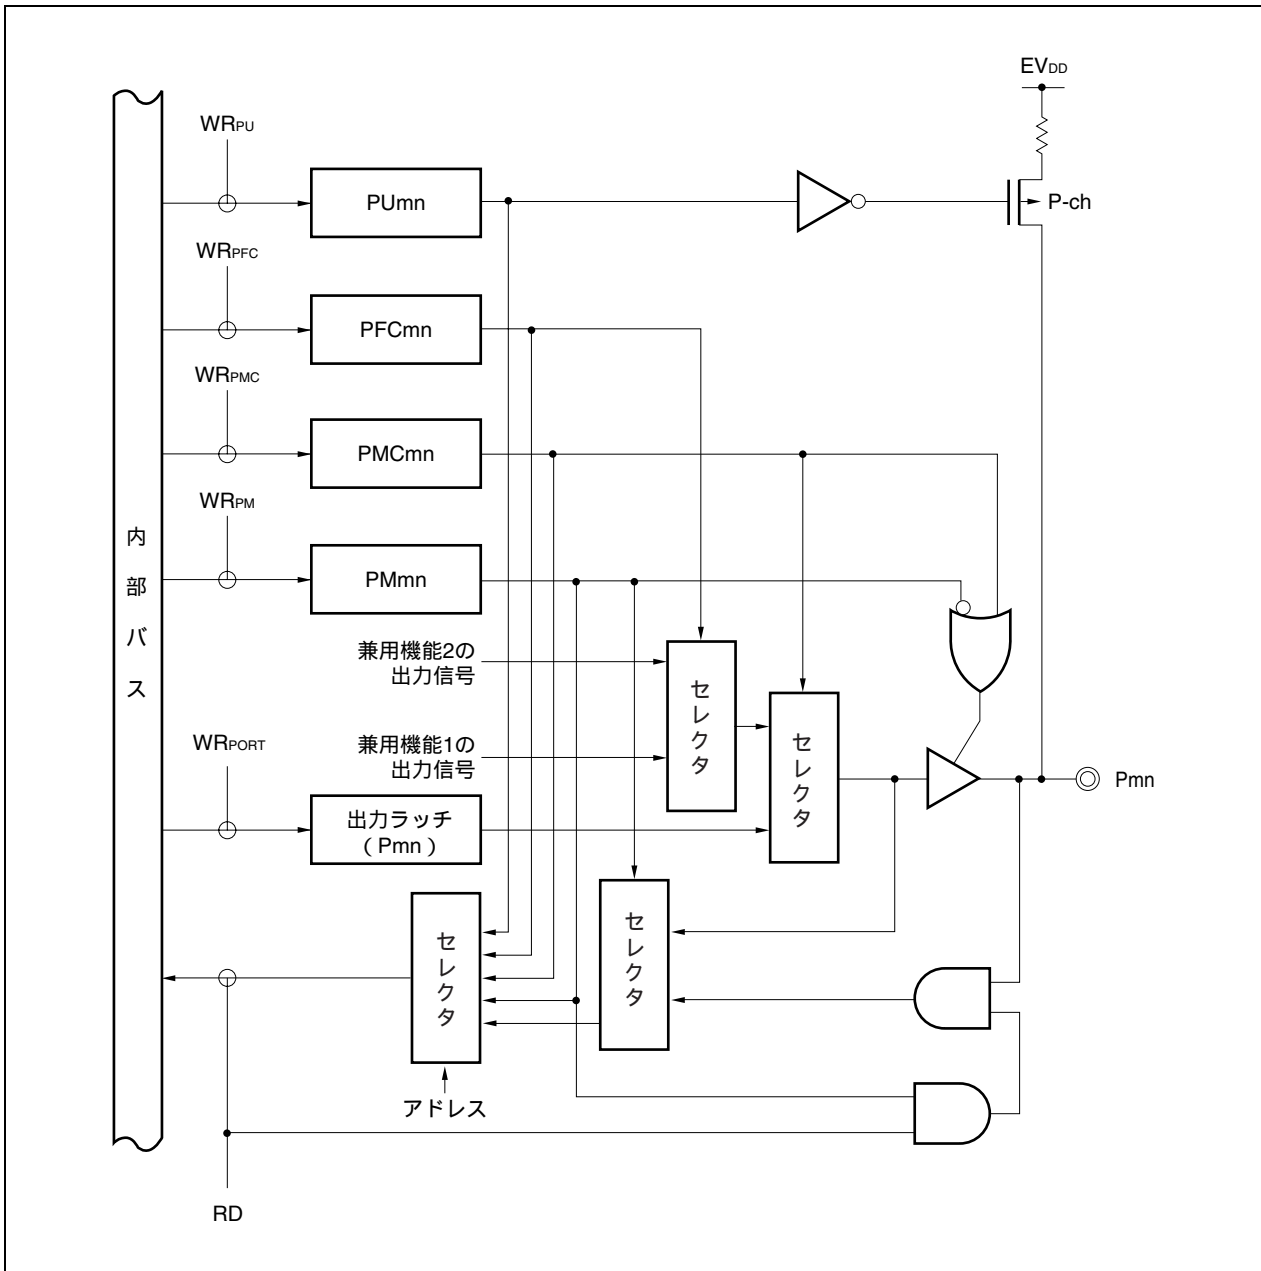 EVDD
WRPU
PUmn
P-ch
WRPFC
PFCmn
WRPMC
PMCmn
WRPM
PMmn
内部バス
兼用機能2の
出力信号
セレクタ
セレクタ
WRPORT
兼用機能1の
出力信号
Pmn
出力ラッチ
(Pmn)
セレクタ
セレクタ
アドレス
RD